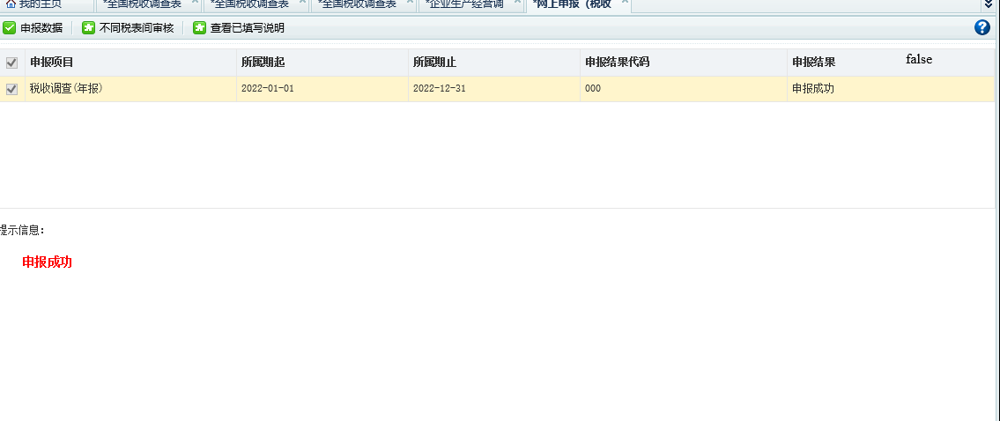 我的主页 *全国税收调查表 *全国税收调查表 *全国税收调查表 *企业生产经营调 *网上申报（税收
申报数据 不同税表间审核 查看已填写说明
申报项目 所属期起 所属期止 申报结果代码 申报结果 false
税收调查(年报) 2022-01-01 2022-12-31 000 申报成功
提示信息：
申报成功